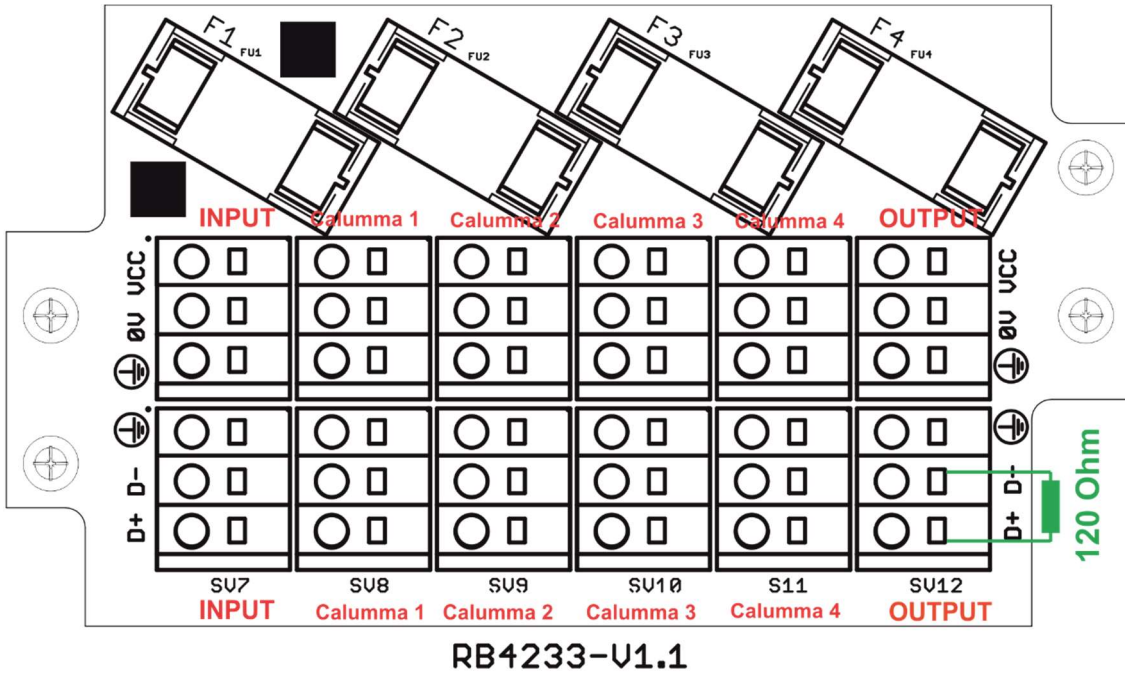 F1 FU1 F2 FU2 F3 FU3 F4 FU4
INPUT Calumma 1 Calumma 2 Calumma 3 Calumma 4 OUTPUT
VCC VCC
0V 0V
D- D-
D+ D+
120 Ohm
SV7 SV8 SV9 SV10 S11 SV12
INPUT Calumma 1 Calumma 2 Calumma 3 Calumma 4 OUTPUT
RB4233-V1.1